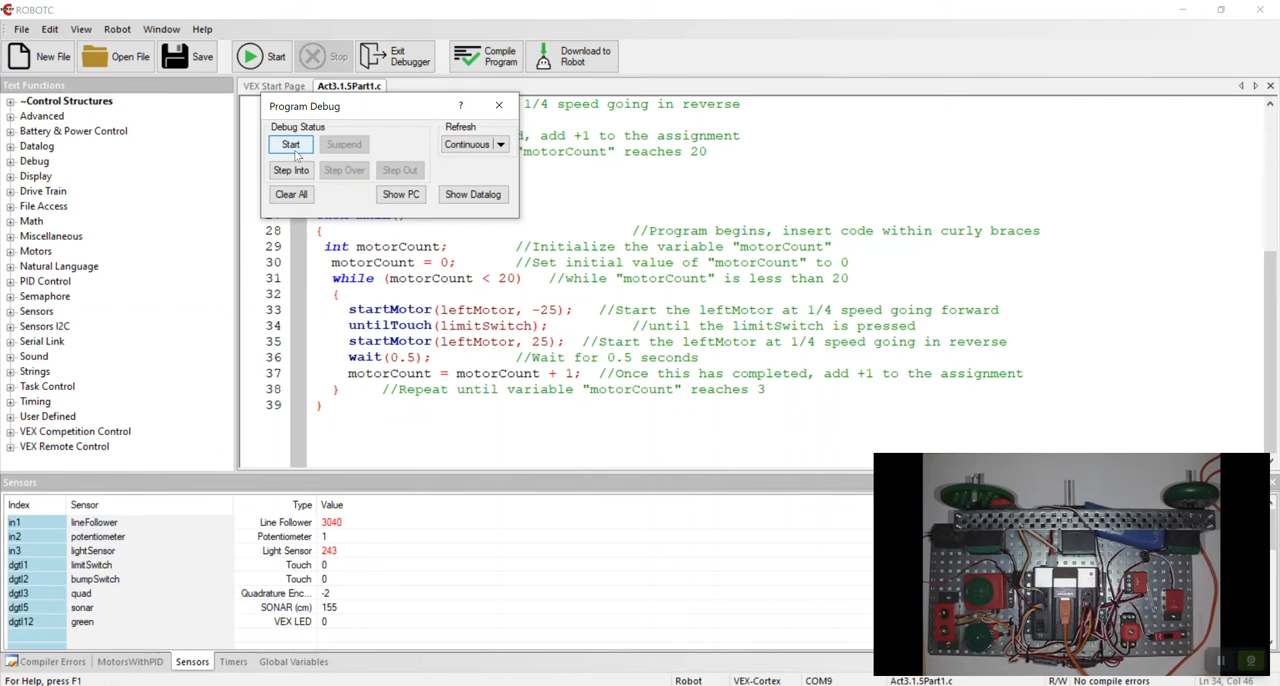 ROBOTC
File Edit View Robot Window Help
New File Open File Save Start Stop Exit Debugger Compile Program Download to Robot
Text Functions
~Control Structures
Advanced
Battery & Power Control
Datalog
Debug
Display
Drive Train
File Access
Math
Miscellaneous
Motors
Natural Language
PID Control
Semaphore
Sensors
Sensors I2C
Serial Link
Sound
Strings
Task Control
Timing
User Defined
VEX Competition Control
VEX Remote Control
VEX Start Page Act3.1.5Part1.c
Program Debug ?
Debug Status Refresh
Start Suspend Continuous
Step Into Step Over Step Out
Clear All Show PC Show Datalog
1/4 speed going in reverse
, add +1 to the assignment
"motorCount" reaches 20
28 { //Program begins, insert code within curly braces
29 int motorCount; //Initialize the variable "motorCount"
30 motorCount = 0; //Set initial value of "motorCount" to 0
31 while (motorCount < 20) //while "motorCount" is less than 20
32 {
33 startMotor(leftMotor, -25); //Start the leftMotor at 1/4 speed going forward
34 untilTouch(limitSwitch); //until the limitSwitch is pressed
35 startMotor(leftMotor, 25); //Start the leftMotor at 1/4 speed going in reverse
36 wait(0.5); //Wait for 0.5 seconds
37 motorCount = motorCount + 1; //Once this has completed, add +1 to the assignment
38 } //Repeat until variable "motorCount" reaches 3
39 }
Sensors
Index Sensor Type Value
in1 lineFollower Line Follower 3040
in2 potentiometer Potentiometer 1
in3 lightSensor Light Sensor 243
dgtl1 limitSwitch Touch 0
dgtl2 bumpSwitch Touch 0
dgtl3 quad Quadrature Enc... -2
dgtl5 sonar SONAR (cm) 155
dgtl12 green VEX LED 0
Compiler Errors MotorsWithPID Sensors Timers Global Variables
For Help, press F1 Robot VEX-Cortex COM9 Act3.1.5Part1.c R/W No compile errors Ln 34, Col 46